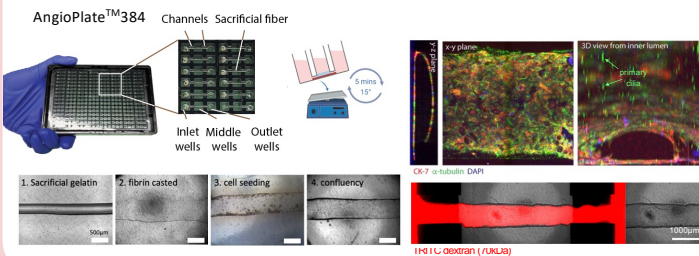 AngioPlate™384
Channels Sacrificial fiber
Inlet wells
Middle wells
Outlet wells
5 mins
15°
1. Sacrificial gelatin
500μm
2. fibrin casted
3. cell seeding
4. confluency
y-z plane
x-y plane
3D view from inner lumen
primary cilia
CK-7 α-tubulin DAPI
1000μm
TRITC dextran (70kDa)